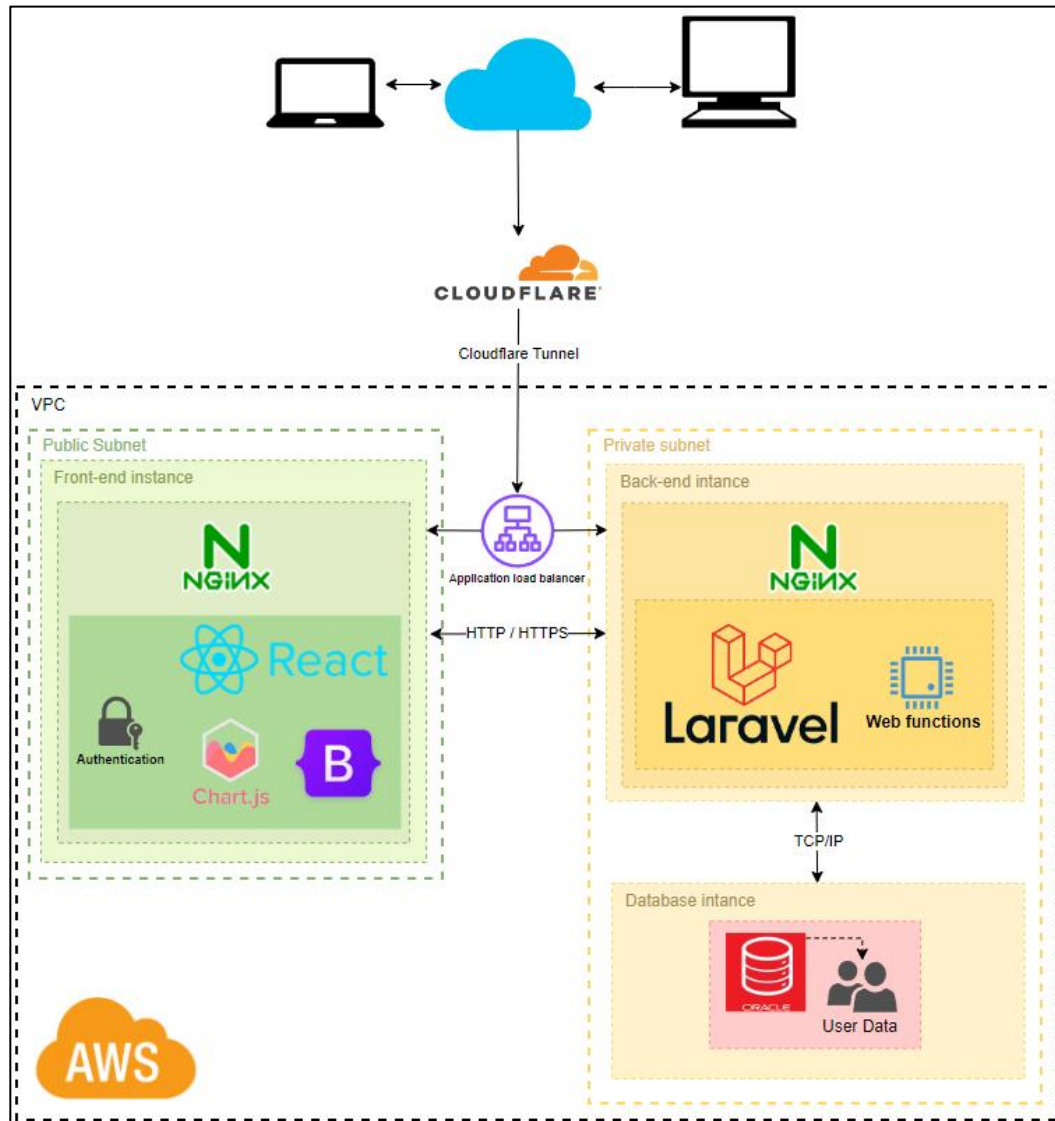 CLOUDFLARE
Cloudflare Tunnel
VPC
Public Subnet
Private subnet
Front-end instance
Back-end intance
NGINX
Application load balancer
NGINX
HTTP / HTTPS
React
Authentication
Chart.js
B
Laravel
Web functions
TCP/IP
Database intance
ORACLE
User Data
AWS